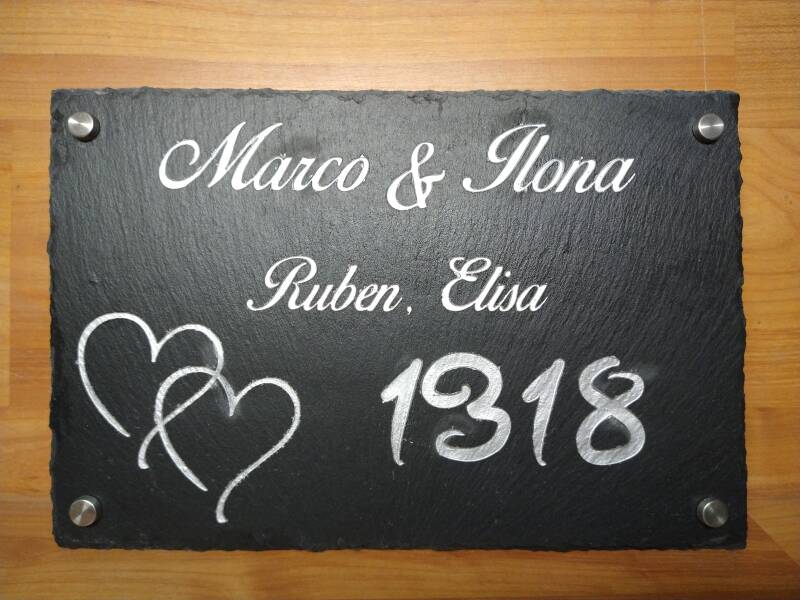 Marco & Ilona
Ruben, Elisa
1318